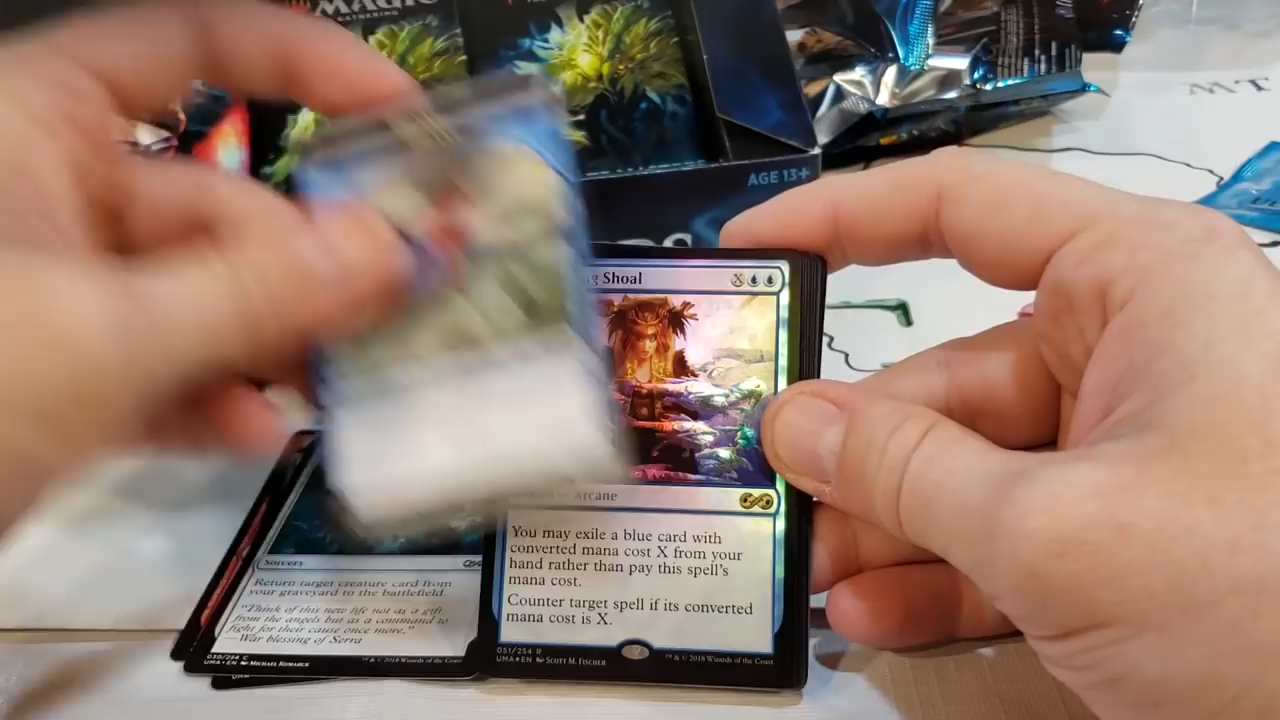 MAGIC
GATHERING
AGE 13+
g Shoal
X
Arcane
You may exile a blue card with
converted mana cost X from your
hand rather than pay this spell's
mana cost.
Counter target spell if its converted
mana cost is X.
051/254 R
UMA★EN SCOTT M. FISCHER
™ & © 2018 Wizards of the Coast
Sorcery
Return target creature card from
your graveyard to the battlefield.
"Think of this new life not as a gift
from the angels but as a command to
fight for their cause once more."
—War blessing of Serra
030/254 C
UMA • EN MICHAEL KOMARCK
™ & © 2018 Wizards of the Coast